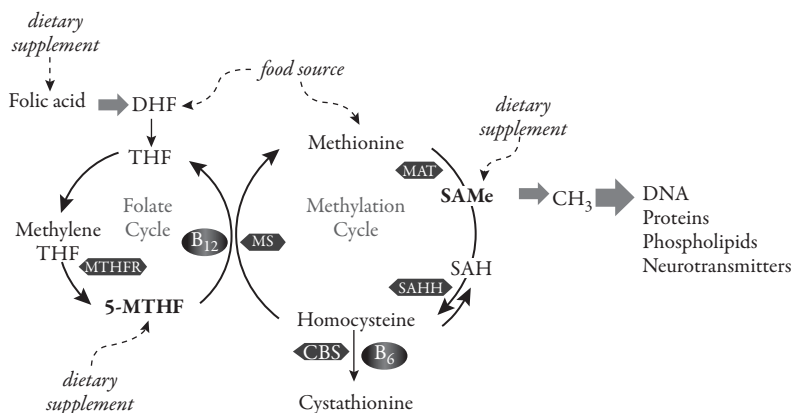 dietary
supplement
Folic acid
DHF
food source
THF
Methionine
dietary
supplement
MAT
SAMe
CH3
DNA
Proteins
Phospholipids
Neurotransmitters
Folate
Cycle
Methylation
Cycle
Methylene
THF
MTHFR
B12
MS
5-MTHF
SAH
SAHH
Homocysteine
CBS
B6
dietary
supplement
Cystathionine